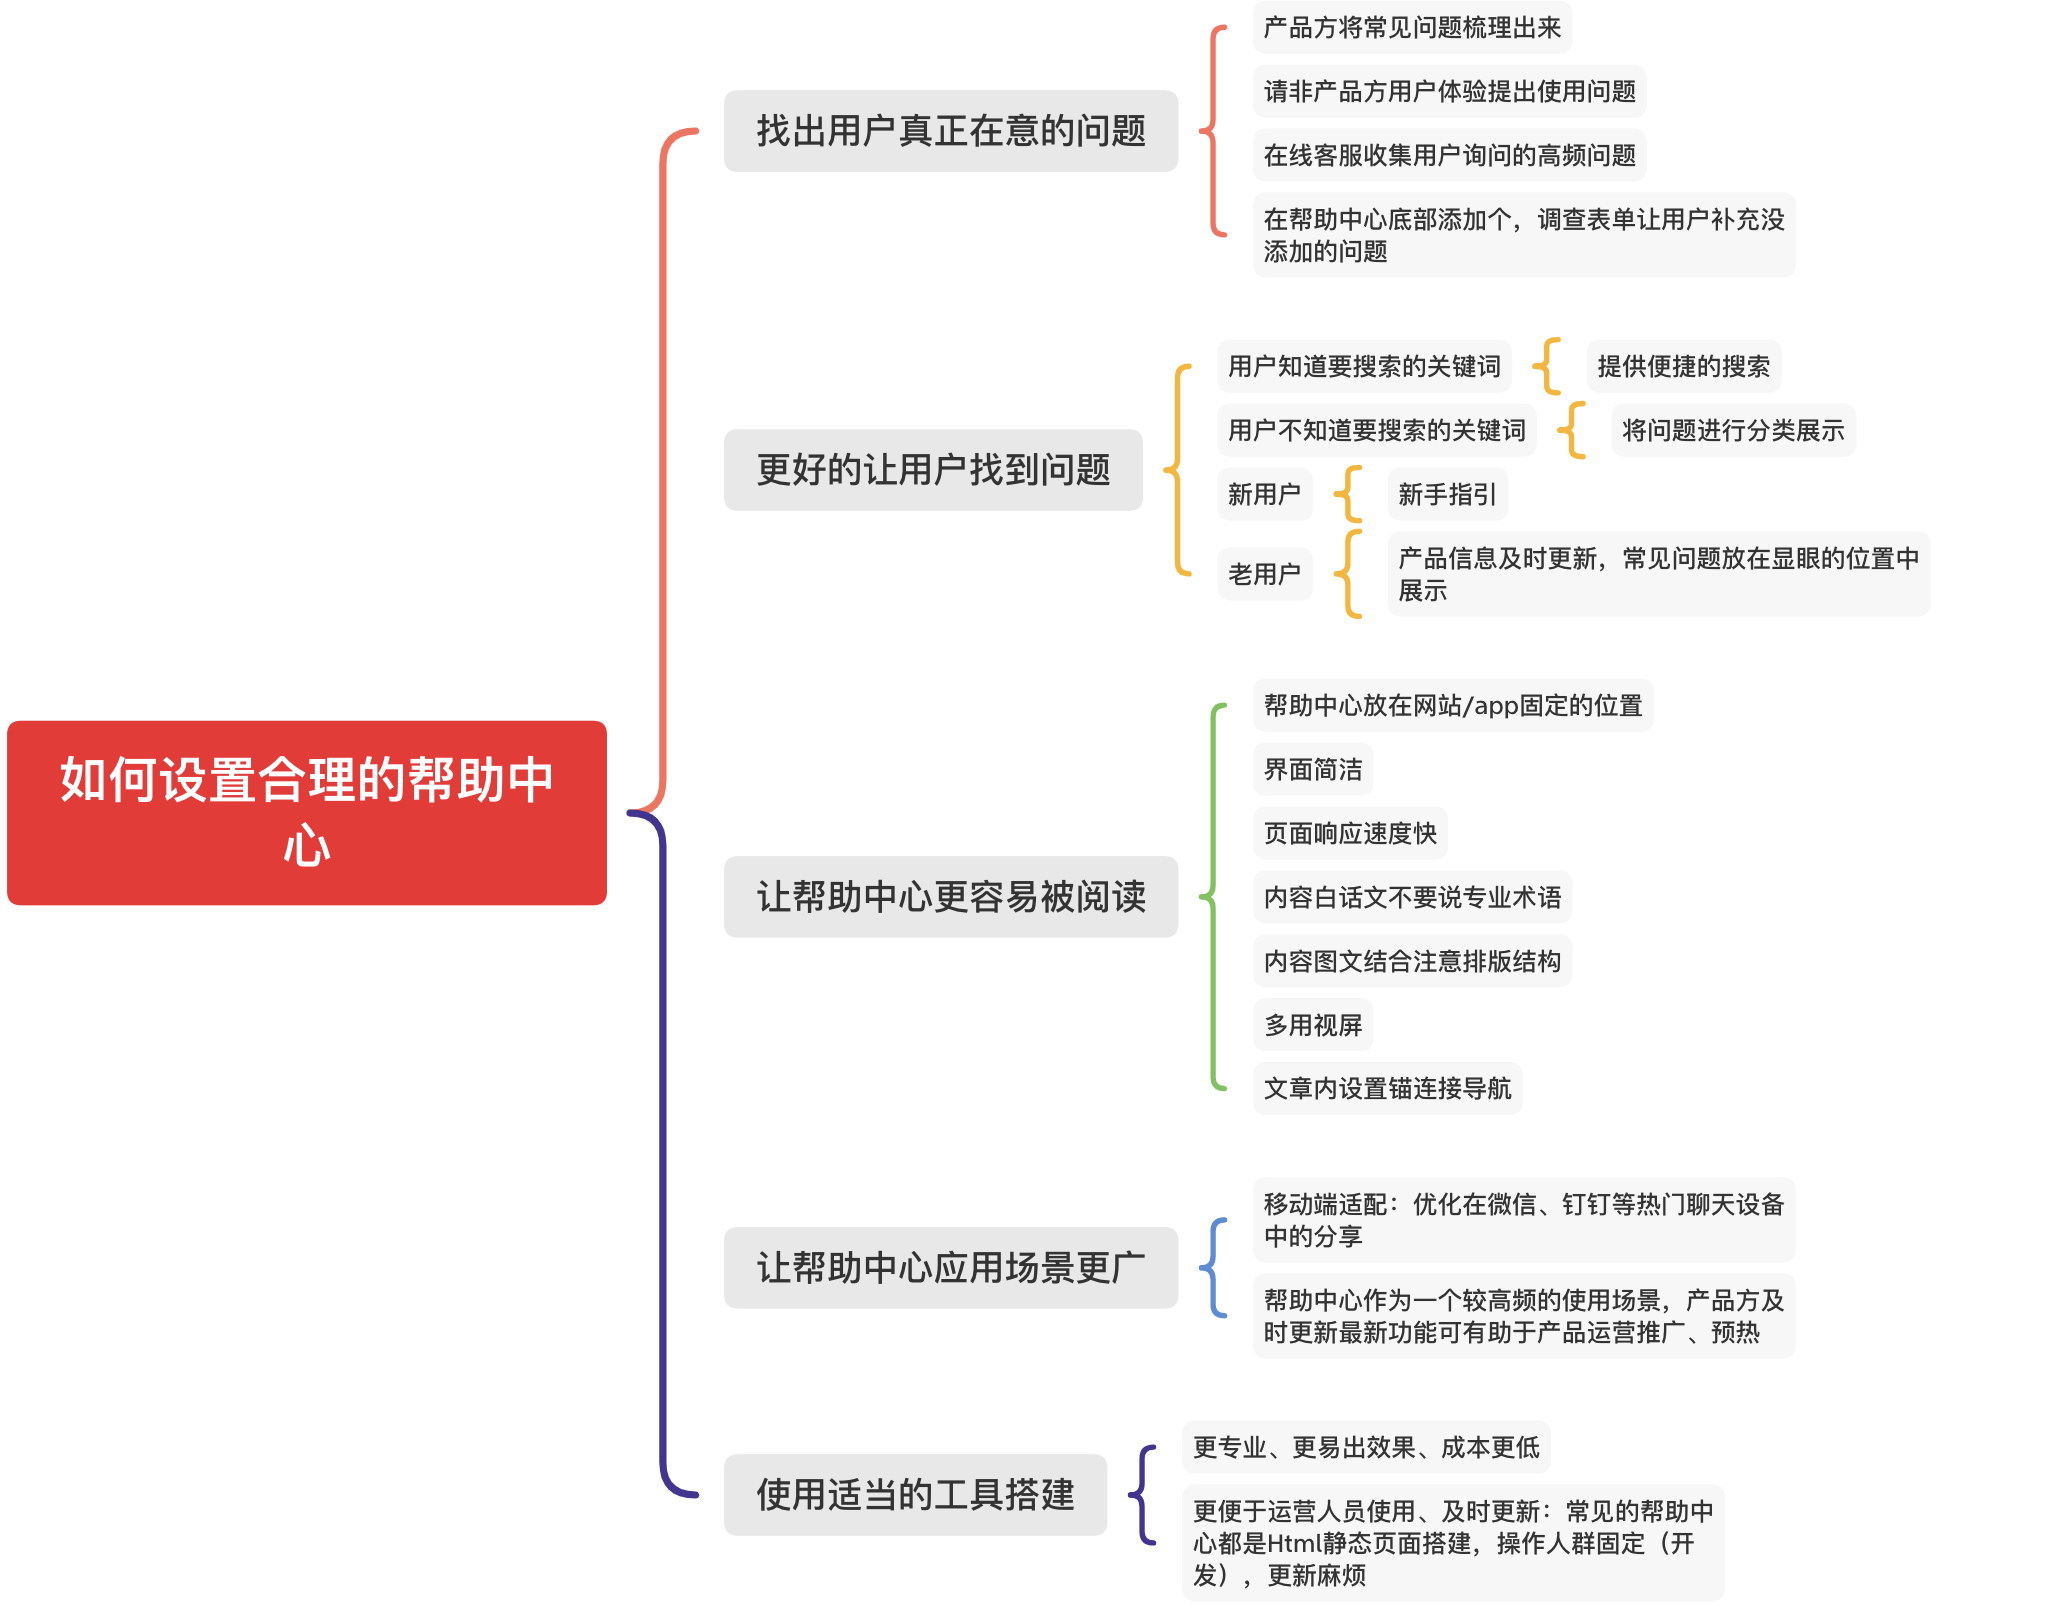 如何设置合理的帮助中
心
找出用户真正在意的问题
产品方将常见问题梳理出来
请非产品方用户体验提出使用问题
在线客服收集用户询问的高频问题
在帮助中心底部添加个，调查表单让用户补充没
添加的问题
更好的让用户找到问题
用户知道要搜索的关键词
提供便捷的搜索
用户不知道要搜索的关键词
将问题进行分类展示
新用户
新手指引
老用户
产品信息及时更新，常见问题放在显眼的位置中
展示
让帮助中心更容易被阅读
帮助中心放在网站/app固定的位置
界面简洁
页面响应速度快
内容白话文不要说专业术语
内容图文结合注意排版结构
多用视屏
文章内设置锚连接导航
让帮助中心应用场景更广
移动端适配：优化在微信、钉钉等热门聊天设备
中的分享
帮助中心作为一个较高频的使用场景，产品方及
时更新最新功能可有助于产品运营推广、预热
使用适当的工具搭建
更专业、更易出效果、成本更低
更便于运营人员使用、及时更新：常见的帮助中
心都是Html静态页面搭建，操作人群固定（开
发），更新麻烦